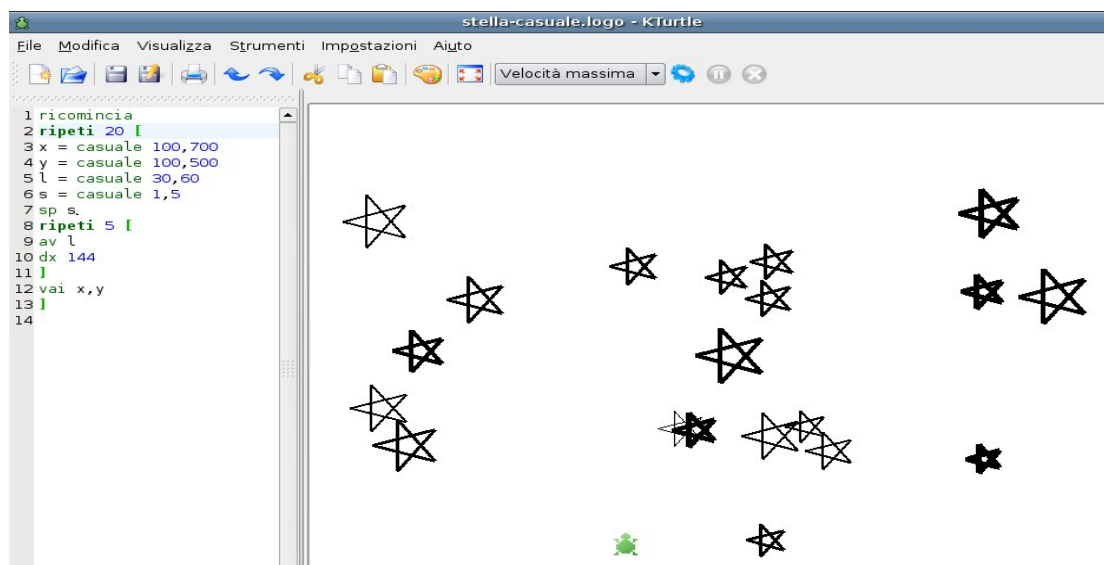 stella-casuale.logo - KTurtle
File Modifica Visualizza Strumenti Impostazioni Aiuto
Velocità massima
1 ricomincia
2 ripeti 20 [
3 x = casuale 100,700
4 y = casuale 100,500
5 l = casuale 30,60
6 s = casuale 1,5
7 sp s
8 ripeti 5 [
9 av l
10 dx 144
11 ]
12 vai x,y
13 ]
14